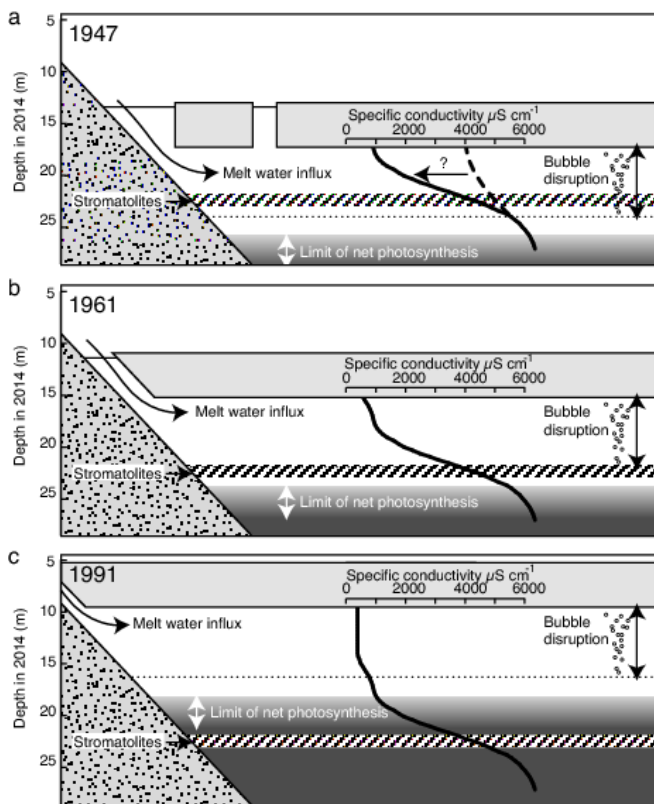 a
1947
5
10
15
20
25
Depth in 2014 (m)
Specific conductivity µS cm-1
0 2000 4000 6000
?
Melt water influx
Bubble
disruption
Stromatolites
Limit of net photosynthesis
b
1961
5
10
15
20
25
Depth in 2014 (m)
Specific conductivity µS cm-1
0 2000 4000 6000
Melt water influx
Bubble
disruption
Stromatolites
Limit of net photosynthesis
c
1991
5
10
15
20
25
Depth in 2014 (m)
Specific conductivity µS cm-1
0 2000 4000 6000
Melt water influx
Bubble
disruption
Limit of net photosynthesis
Stromatolites